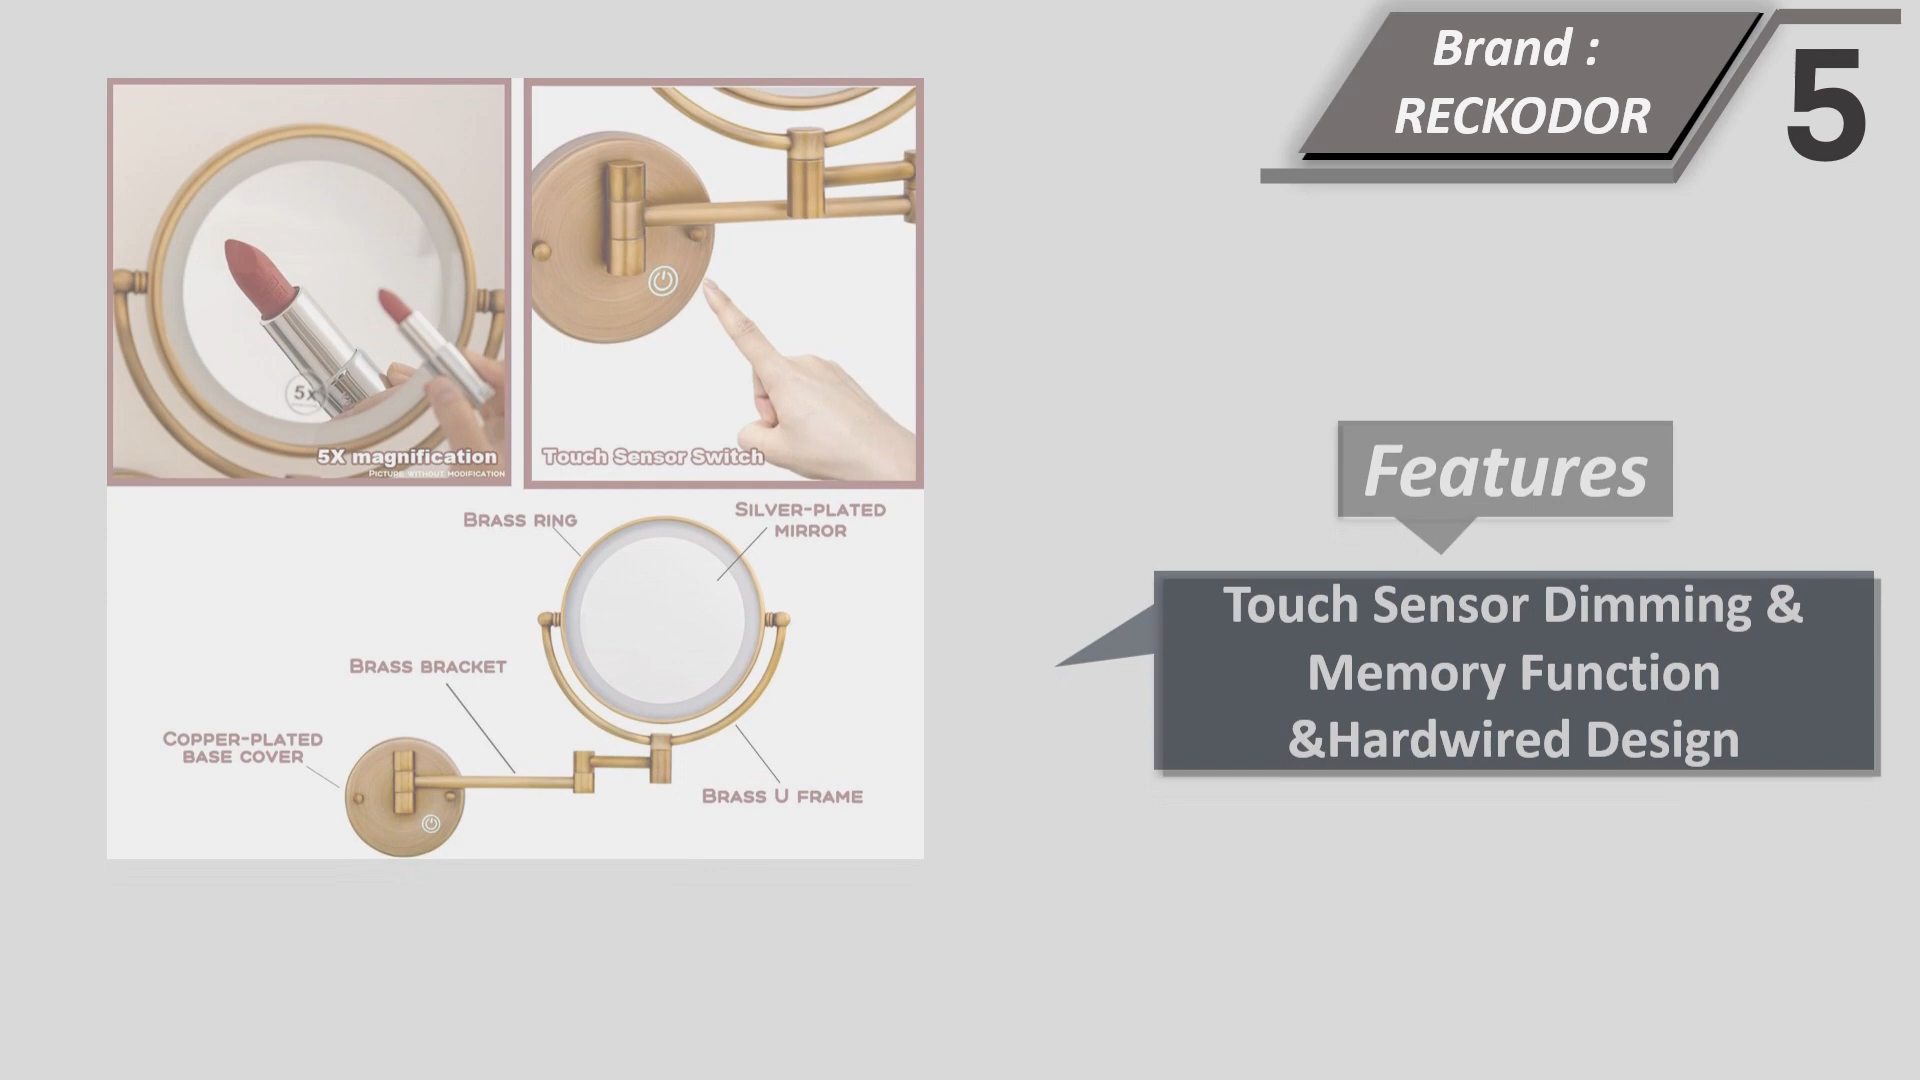 Brand :
RECKODOR
5
5x
5X magnification
PICTURE WITHOUT MODIFICATION
Touch Sensor Switch
BRASS RING
SILVER-PLATED
MIRROR
BRASS BRACKET
COPPER-PLATED
BASE COVER
BRASS U FRAME
Features
Touch Sensor Dimming &
Memory Function
&Hardwired Design